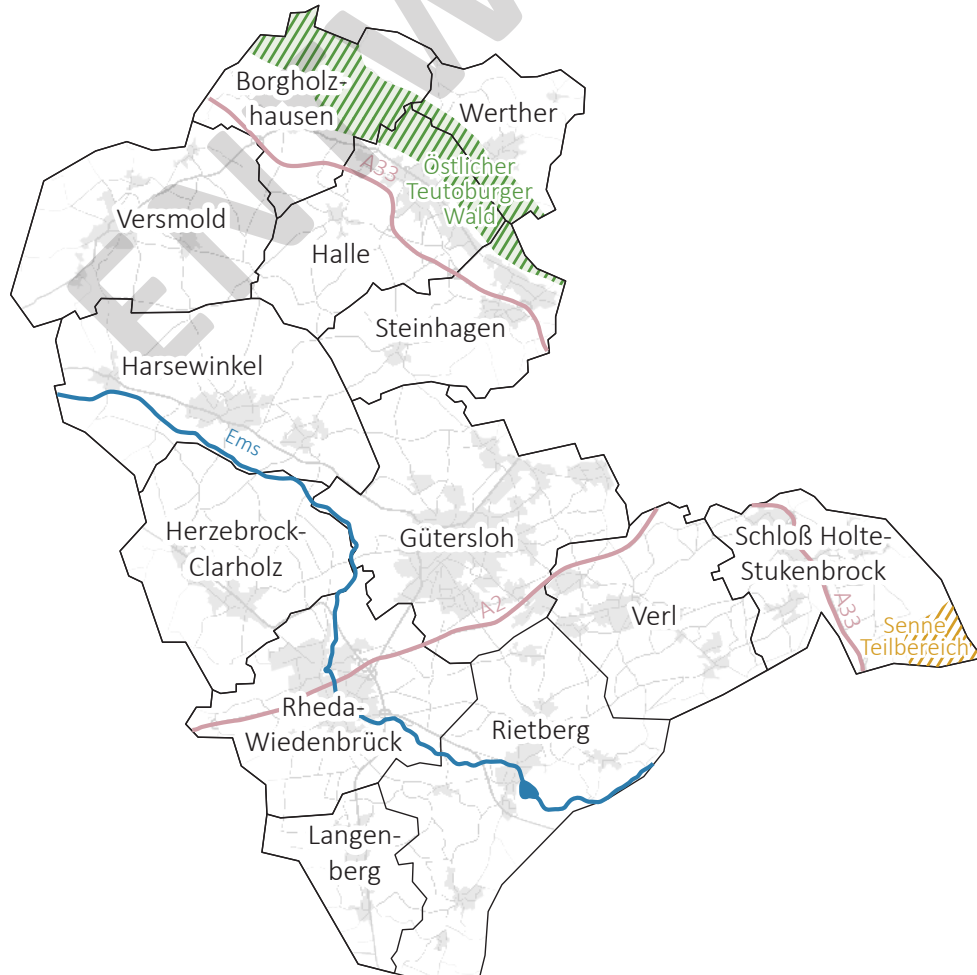 Borgholz-
hausen
Werther
A33
Östlicher
Teutoburger
Wald
Versmold
Halle
Steinhagen
Harsewinkel
Ems
Herzebrock-
Clarholz
Gütersloh
Schloß Holte-
Stukenbrock
A2
Verl
A33
Senne
Teilbereich
Rheda-
Wiedenbrück
Rietberg
Langen-
berg